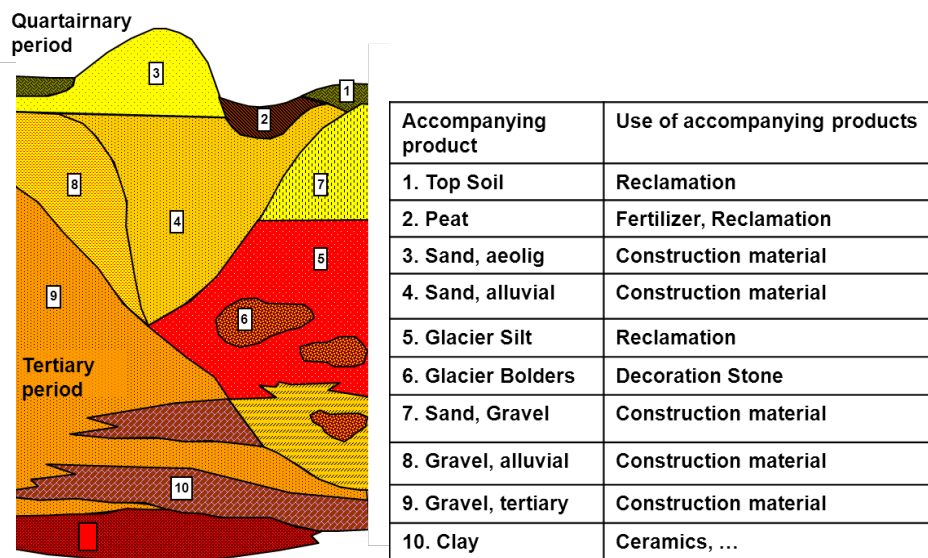 Quartairnary
period
3
1
2
8
7
4
5
9
6
Tertiary
period
10
Accompanying
product
Use of accompanying products
1. Top Soil
Reclamation
2. Peat
Fertilizer, Reclamation
3. Sand, aeolig
Construction material
4. Sand, alluvial
Construction material
5. Glacier Silt
Reclamation
6. Glacier Bolders
Decoration Stone
7. Sand, Gravel
Construction material
8. Gravel, alluvial
Construction material
9. Gravel, tertiary
Construction material
10. Clay
Ceramics, ...